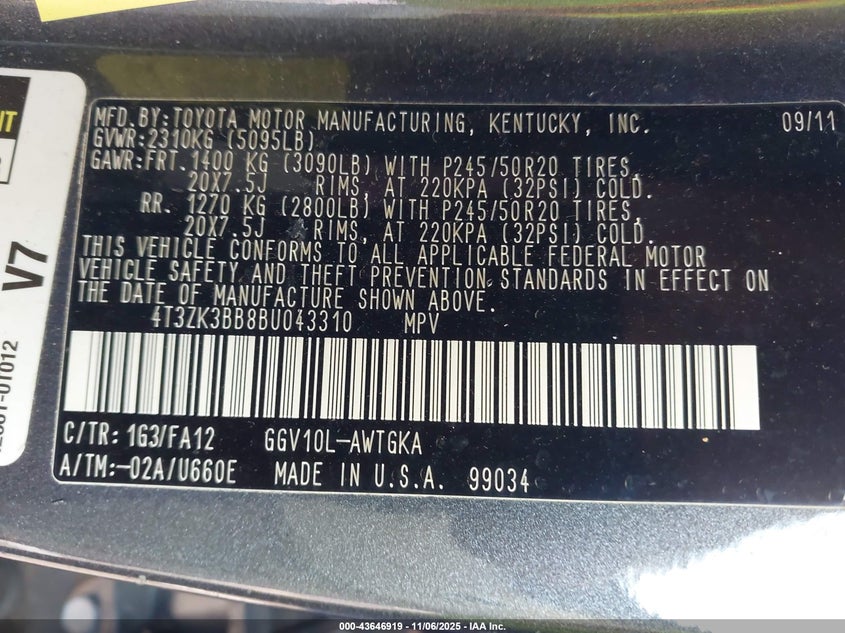 MFD.BY:TOYOTA MOTOR MANUFACTURING, KENTUCKY, INC. 09/11
GVWR:2310KG (5095LB)
GAWR:FRT. 1400 KG (3090LB) WITH P245/50R20 TIRES,
20X7.5J RIMS, AT 220KPA (32PSI) COLD.
RR. 1270 KG (2800LB) WITH P245/50R20 TIRES,
20X7.5J RIMS, AT 220KPA (32PSI) COLD.
THIS VEHICLE CONFORMS TO ALL APPLICABLE FEDERAL MOTOR
VEHICLE SAFETY AND THEFT PREVENTION STANDARDS IN EFFECT ON
THE DATE OF MANUFACTURE SHOWN ABOVE.
4T3ZK3BB8BU043310 MPV
C/TR: 1G3/FA12 GGV10L-AWTGKA
A/TM:-02A/U660E MADE IN U.S.A. 99034
V7
000-43646919 - 11/06/2025 - IAA Inc.